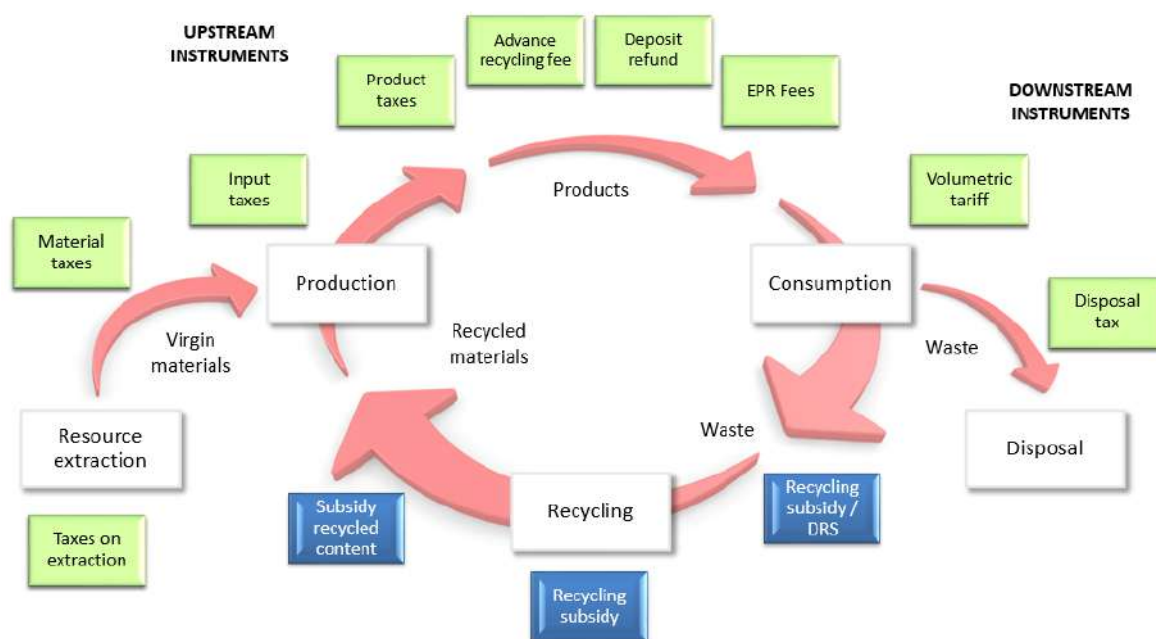 UPSTREAM
INSTRUMENTS
Advance
recycling fee
Deposit
refund
Product
taxes
EPR Fees
DOWNSTREAM
INSTRUMENTS
Input
taxes
Products
Volumetric
tariff
Material
taxes
Production
Consumption
Disposal
tax
Virgin
materials
Recycled
materials
Waste
Resource
extraction
Waste
Disposal
Subsidy
recycled
content
Recycling
Recycling
subsidy /
DRS
Taxes on
extraction
Recycling
subsidy